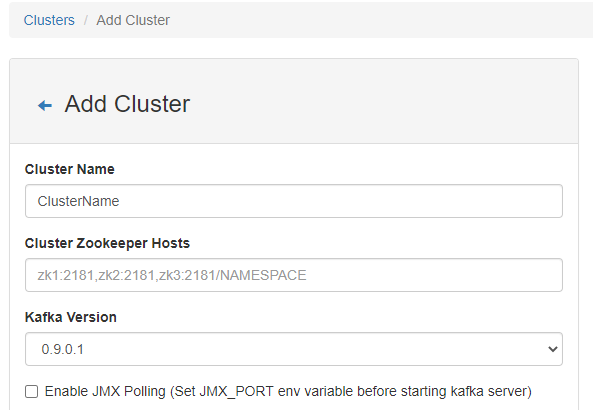 Clusters / Add Cluster
Add Cluster
Cluster Name
ClusterName
Cluster Zookeeper Hosts
zk1:2181,zk2:2181,zk3:2181/NAMESPACE
Kafka Version
0.9.0.1
Enable JMX Polling (Set JMX_PORT env variable before starting kafka server)